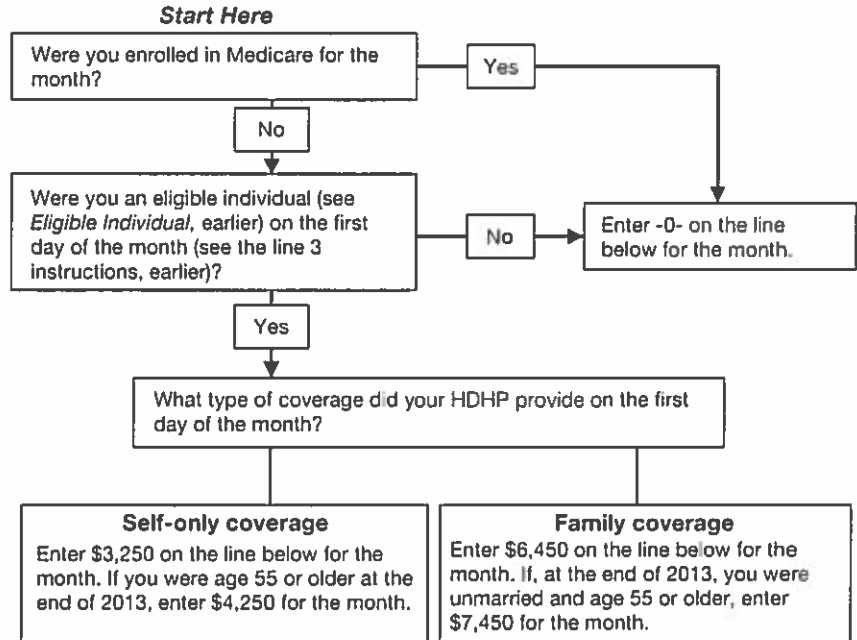 Start Here
Were you enrolled in Medicare for the
month?
Yes
No
Were you an eligible individual (see
Eligible Individual, earlier) on the first
day of the month (see the line 3
instructions, earlier)?
No
Enter -0- on the line
below for the month.
Yes
What type of coverage did your HDHP provide on the first
day of the month?
Self-only coverage
Enter $3,250 on the line below for the
month. If you were age 55 or older at the
end of 2013, enter $4,250 for the month.
Family coverage
Enter $6,450 on the line below for the
month. If, at the end of 2013, you were
unmarried and age 55 or older, enter
$7,450 for the month.